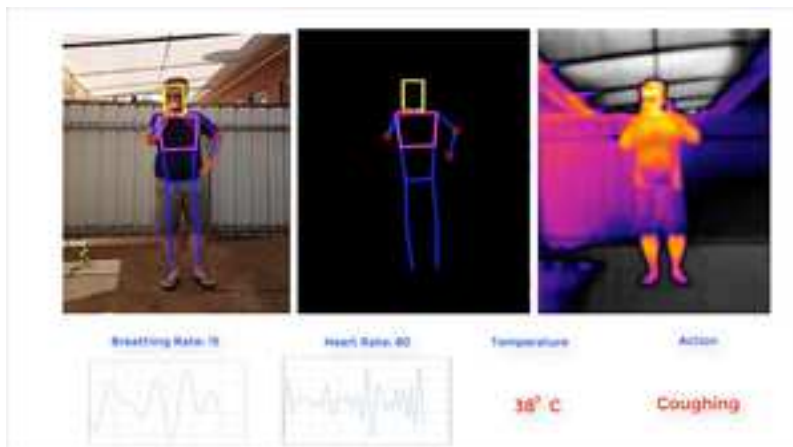 Breathing Rate: 15
Heart Rate: 80
Temperature
Action
38° C
Coughing